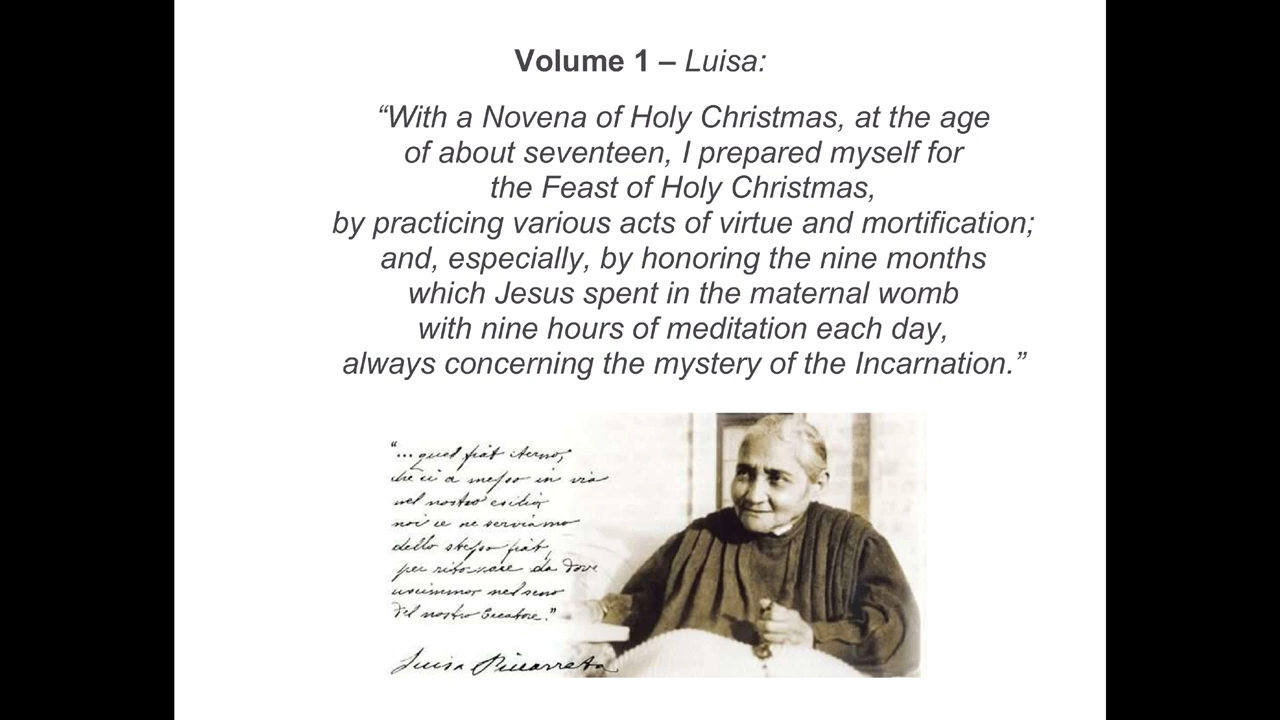 Volume 1 – Luisa:
“With a Novena of Holy Christmas, at the age
of about seventeen, I prepared myself for
the Feast of Holy Christmas,
by practicing various acts of virtue and mortification;
and, especially, by honoring the nine months
which Jesus spent in the maternal womb
with nine hours of meditation each day,
always concerning the mystery of the Incarnation.”
“... quel fiat eterno,
che ci a messo in via
nel nostro esilio,
noi ce ne serviamo
dello stesso fiat,
per ritornare da dove
uscimmo nel seno
del nostro Creatore.”
Luisa Piccarreta